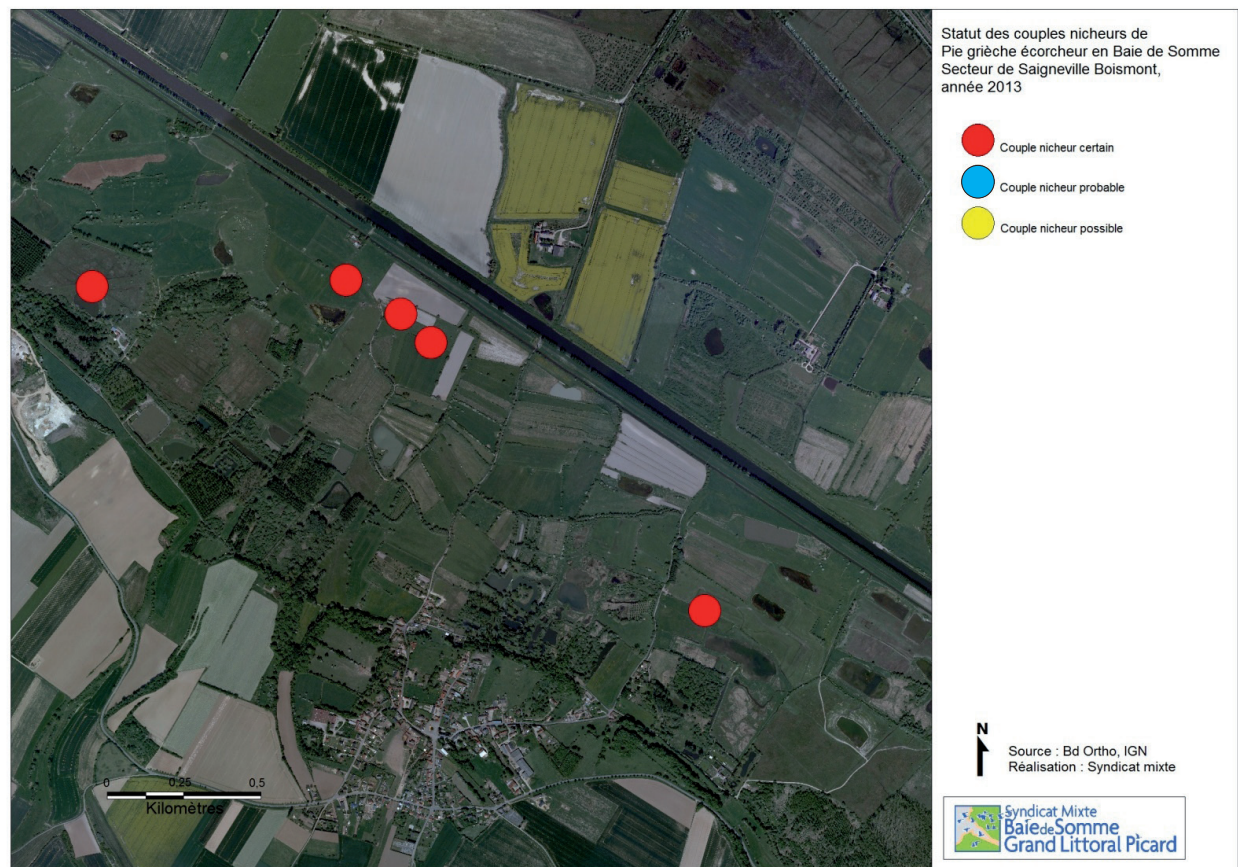 Statut des couples nicheurs de
Pie grièche écorcheur en Baie de Somme
Secteur de Saigneville Boismont,
année 2013
Couple nicheur certain
Couple nicheur probable
Couple nicheur possible
0 0,25 0,5
Kilomètres
N
Source : Bd Ortho, IGN
Réalisation : Syndicat mixte
Syndicat Mixte
Baie de Somme
Grand Littoral Picard